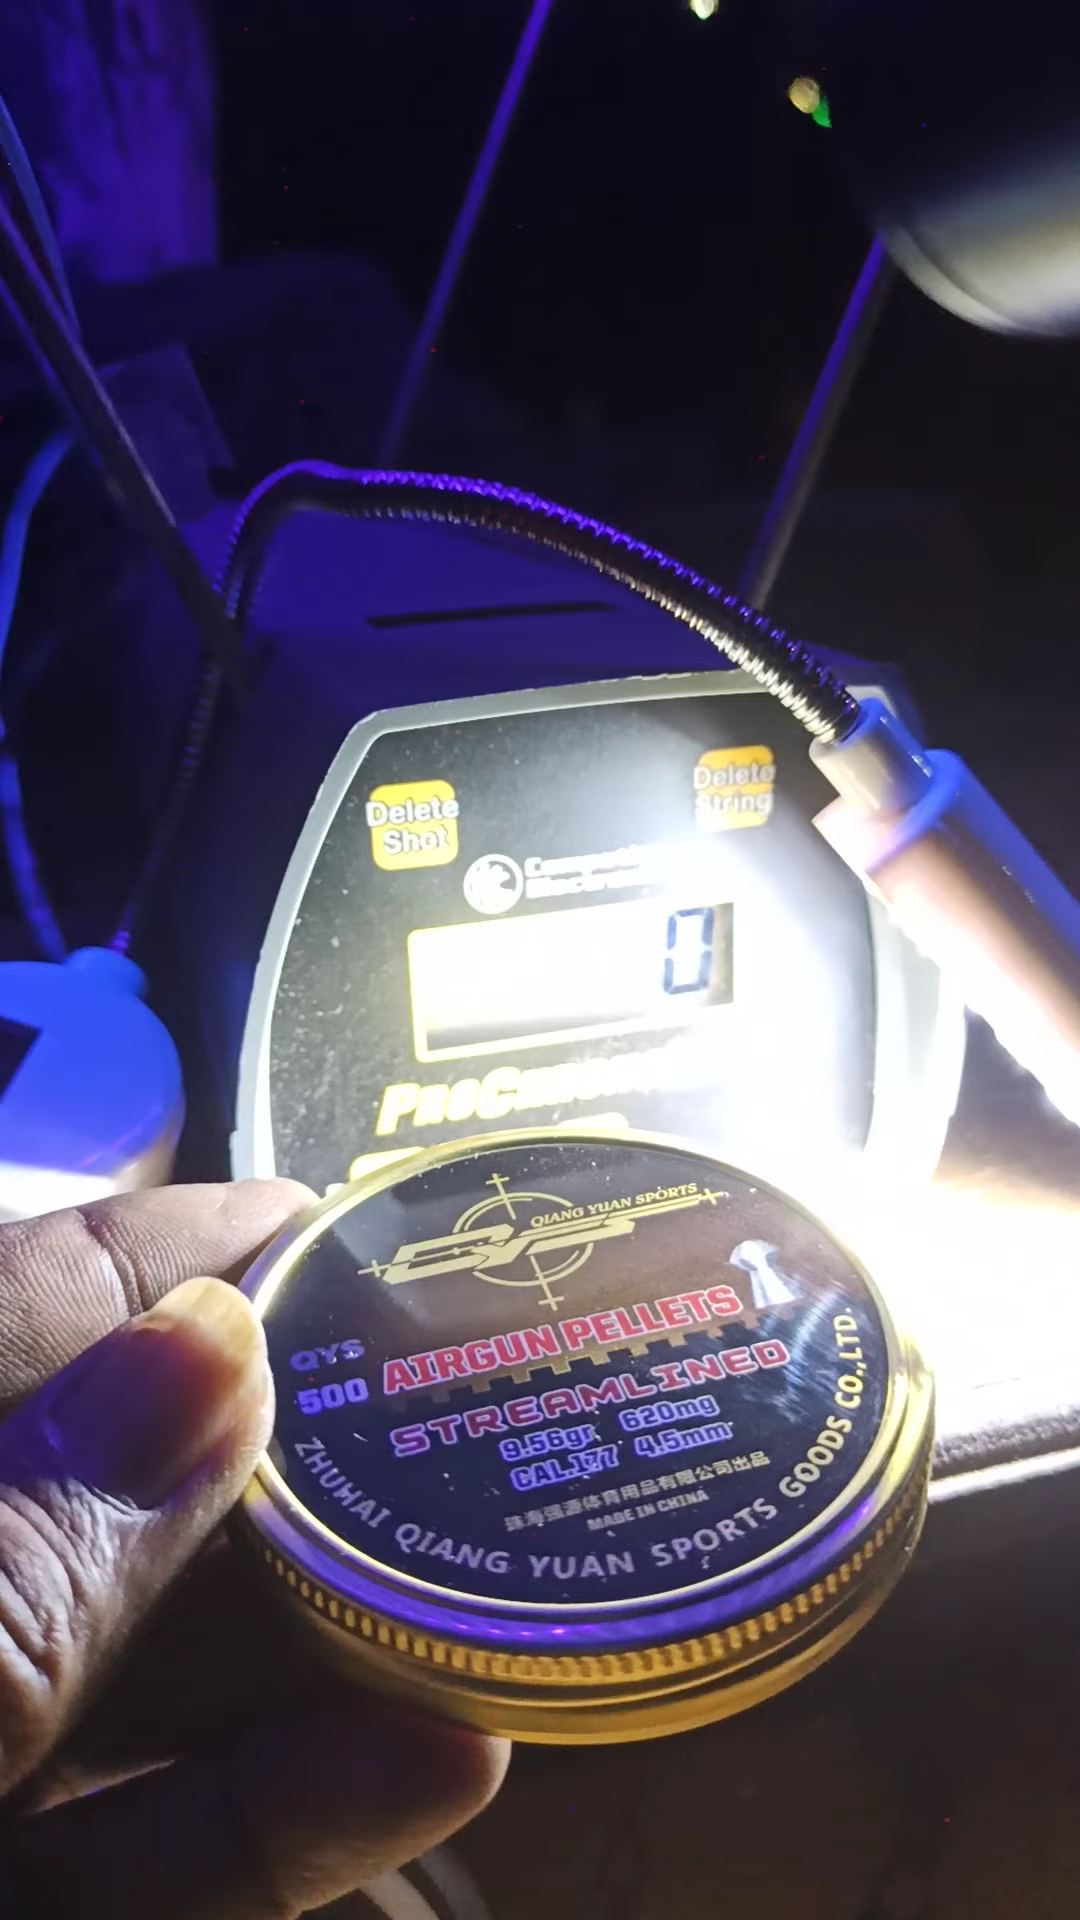 Delete
Shot
Delete
String
0
QIANG YUAN SPORTS
QYS
AIRGUN PELLETS
QYS
500
STREAMLINED
9.56gr 620mg
CAL.177 4.5mm
珠海强源体育用品有限公司出品
MADE IN CHINA
ZHUHAI QIANG YUAN SPORTS GOODS CO.,LTD.